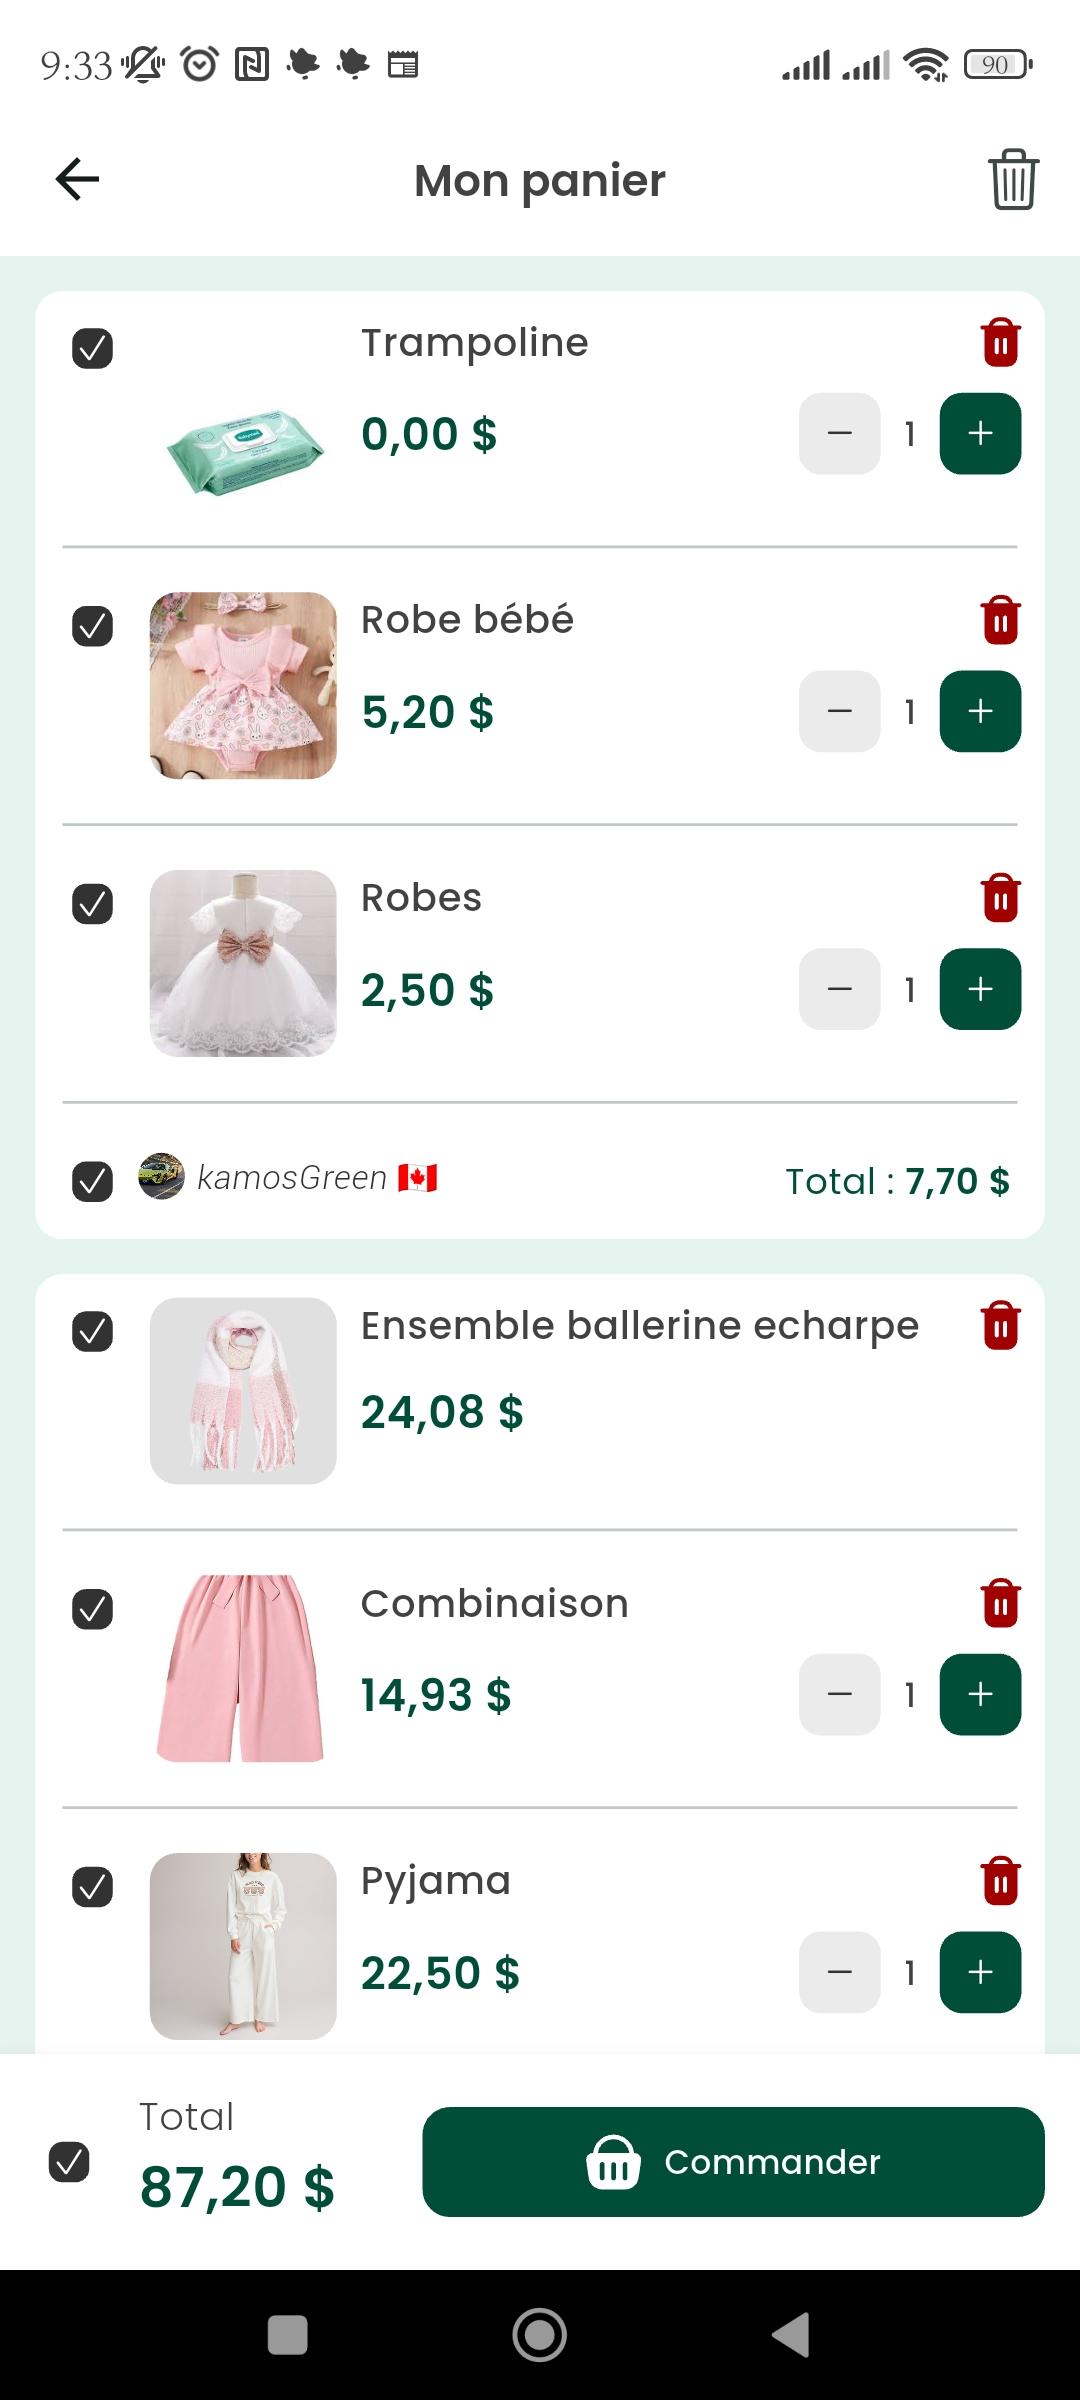 9:33
90
Mon panier
Trampoline
0,00 $
1
Robe bébé
5,20 $
1
Robes
2,50 $
1
kamosGreen 🇨🇦
Total : 7,70 $
Ensemble ballerine echarpe
24,08 $
Combinaison
14,93 $
1
Pyjama
22,50 $
1
Total
87,20 $
Commander